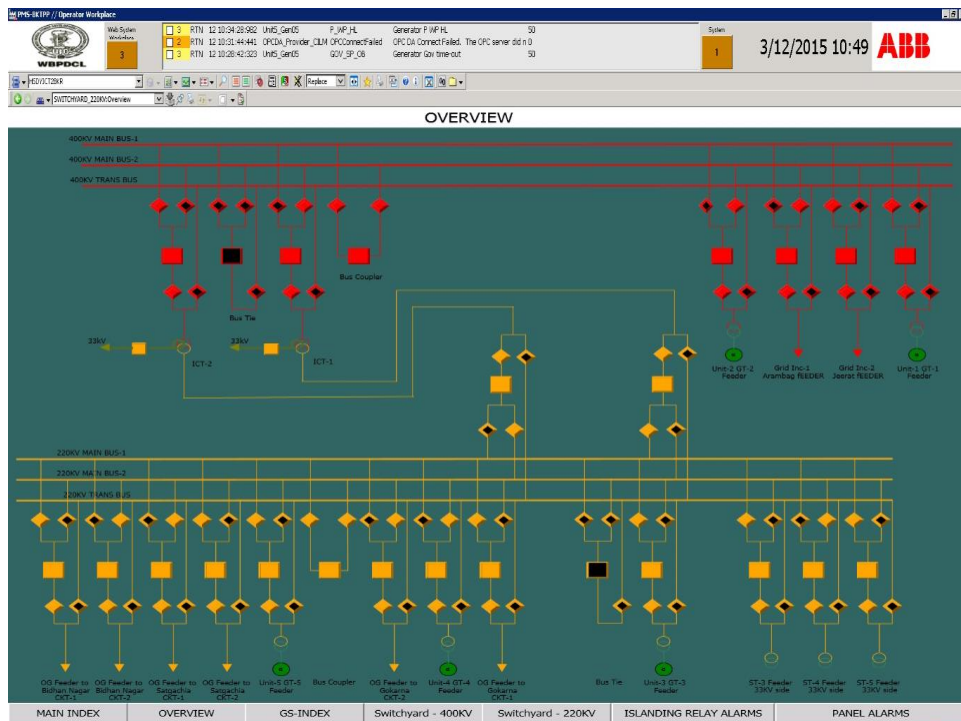 PMS-BKTPP // Operator Workplace
WBPDCL
Web System
3
3 RTN 12 10:34:28:982 Unit5_Gen05 P_WP_HL Generator P WP HL 50
2 RTN 12 10:31:44:441 OPCDA_Provider_CILM OPCConnectFailed OPC DA Connect Failed. The OPC server did n 0
3 RTN 12 10:28:42:323 Unit5_Gen05 GOV_SP_OB Generator Gov time-out 50
System
1
3/12/2015 10:49
ABB
Replace
SWITCHYARD_220KV:Overview
OVERVIEW
400KV MAIN BUS-1
400KV MAIN BUS-2
400KV TRANS BUS
Bus Coupler
Bus Tie
33kV
ICT-2
33kV
ICT-1
Unit-2 GT-2
Feeder
Grid Inc-1
Arambag fEEDER
Grid Inc-2
Jeerat fEEDER
Unit-1 GT-1
Feeder
220KV MAIN BUS-1
220KV MAIN BUS-2
220KV TRANS BUS
OG Feeder to
Bidhan Nagar
CKT-1
OG Feeder to
Bidhan Nagar
CKT-2
OG Feeder to
Satgachia
CKT-1
OG Feeder to
Satgachia
CKT-2
Unit-5 GT-5
Feeder
Bus Coupler
OG Feeder to
Gokarna
CKT-2
Unit-4 GT-4
Feeder
OG Feeder to
Gokarna
CKT-1
Bus Tie
Unit-3 GT-3
Feeder
ST-3 Feeder
33KV side
ST-4 Feeder
33KV side
ST-5 Feeder
33KV side
MAIN INDEX
OVERVIEW
GS-INDEX
Switchyard - 400KV
Switchyard - 220KV
ISLANDING RELAY ALARMS
PANEL ALARMS